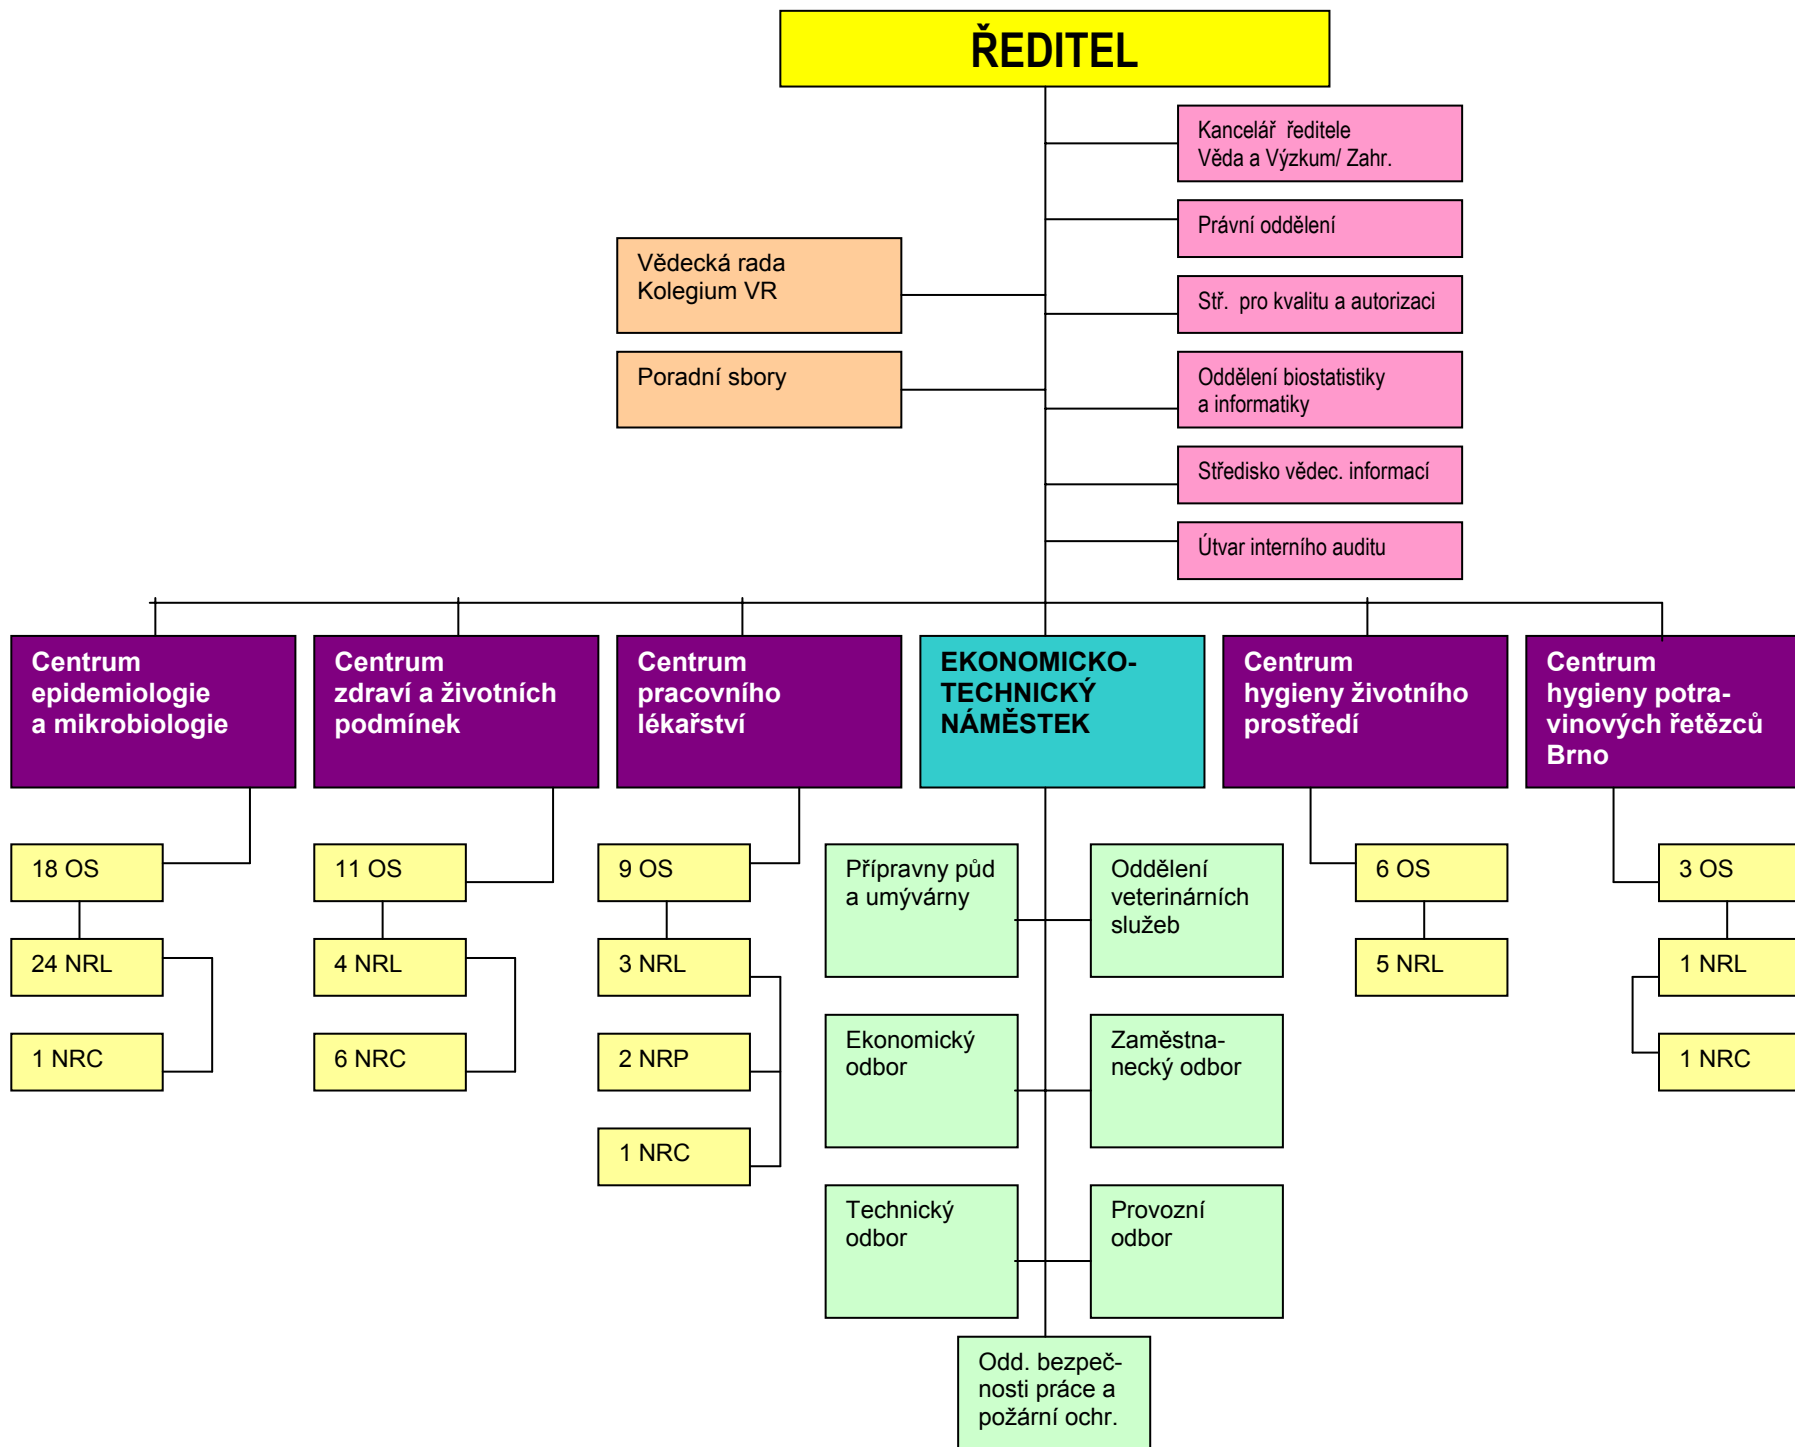 ŘEDITEL
Kancelář ředitele
Věda a Výzkum/ Zahr.
Právní oddělení
Vědecká rada
Kolegium VR
Stř. pro kvalitu a autorizaci
Poradní sbory
Oddělení biostatistiky
a informatiky
Středisko vědec. informací
Útvar interního auditu
Centrum
epidemiologie
a mikrobiologie
Centrum
zdraví a životních
podmínek
Centrum
pracovního
lékařství
EKONOMICKO-
TECHNICKÝ
NÁMĚSTEK
Centrum
hygieny životního
prostředí
Centrum
hygieny potra-
vinových řetězců
Brno
18 OS
24 NRL
1 NRC
11 OS
4 NRL
6 NRC
9 OS
3 NRL
2 NRP
1 NRC
Přípravny půd
a umývárny
Oddělení
veterinárních
služeb
Ekonomický
odbor
Zaměstna-
necký odbor
Technický
odbor
Provozní
odbor
Odd. bezpeč-
nosti práce a
požární ochr.
6 OS
5 NRL
3 OS
1 NRL
1 NRC